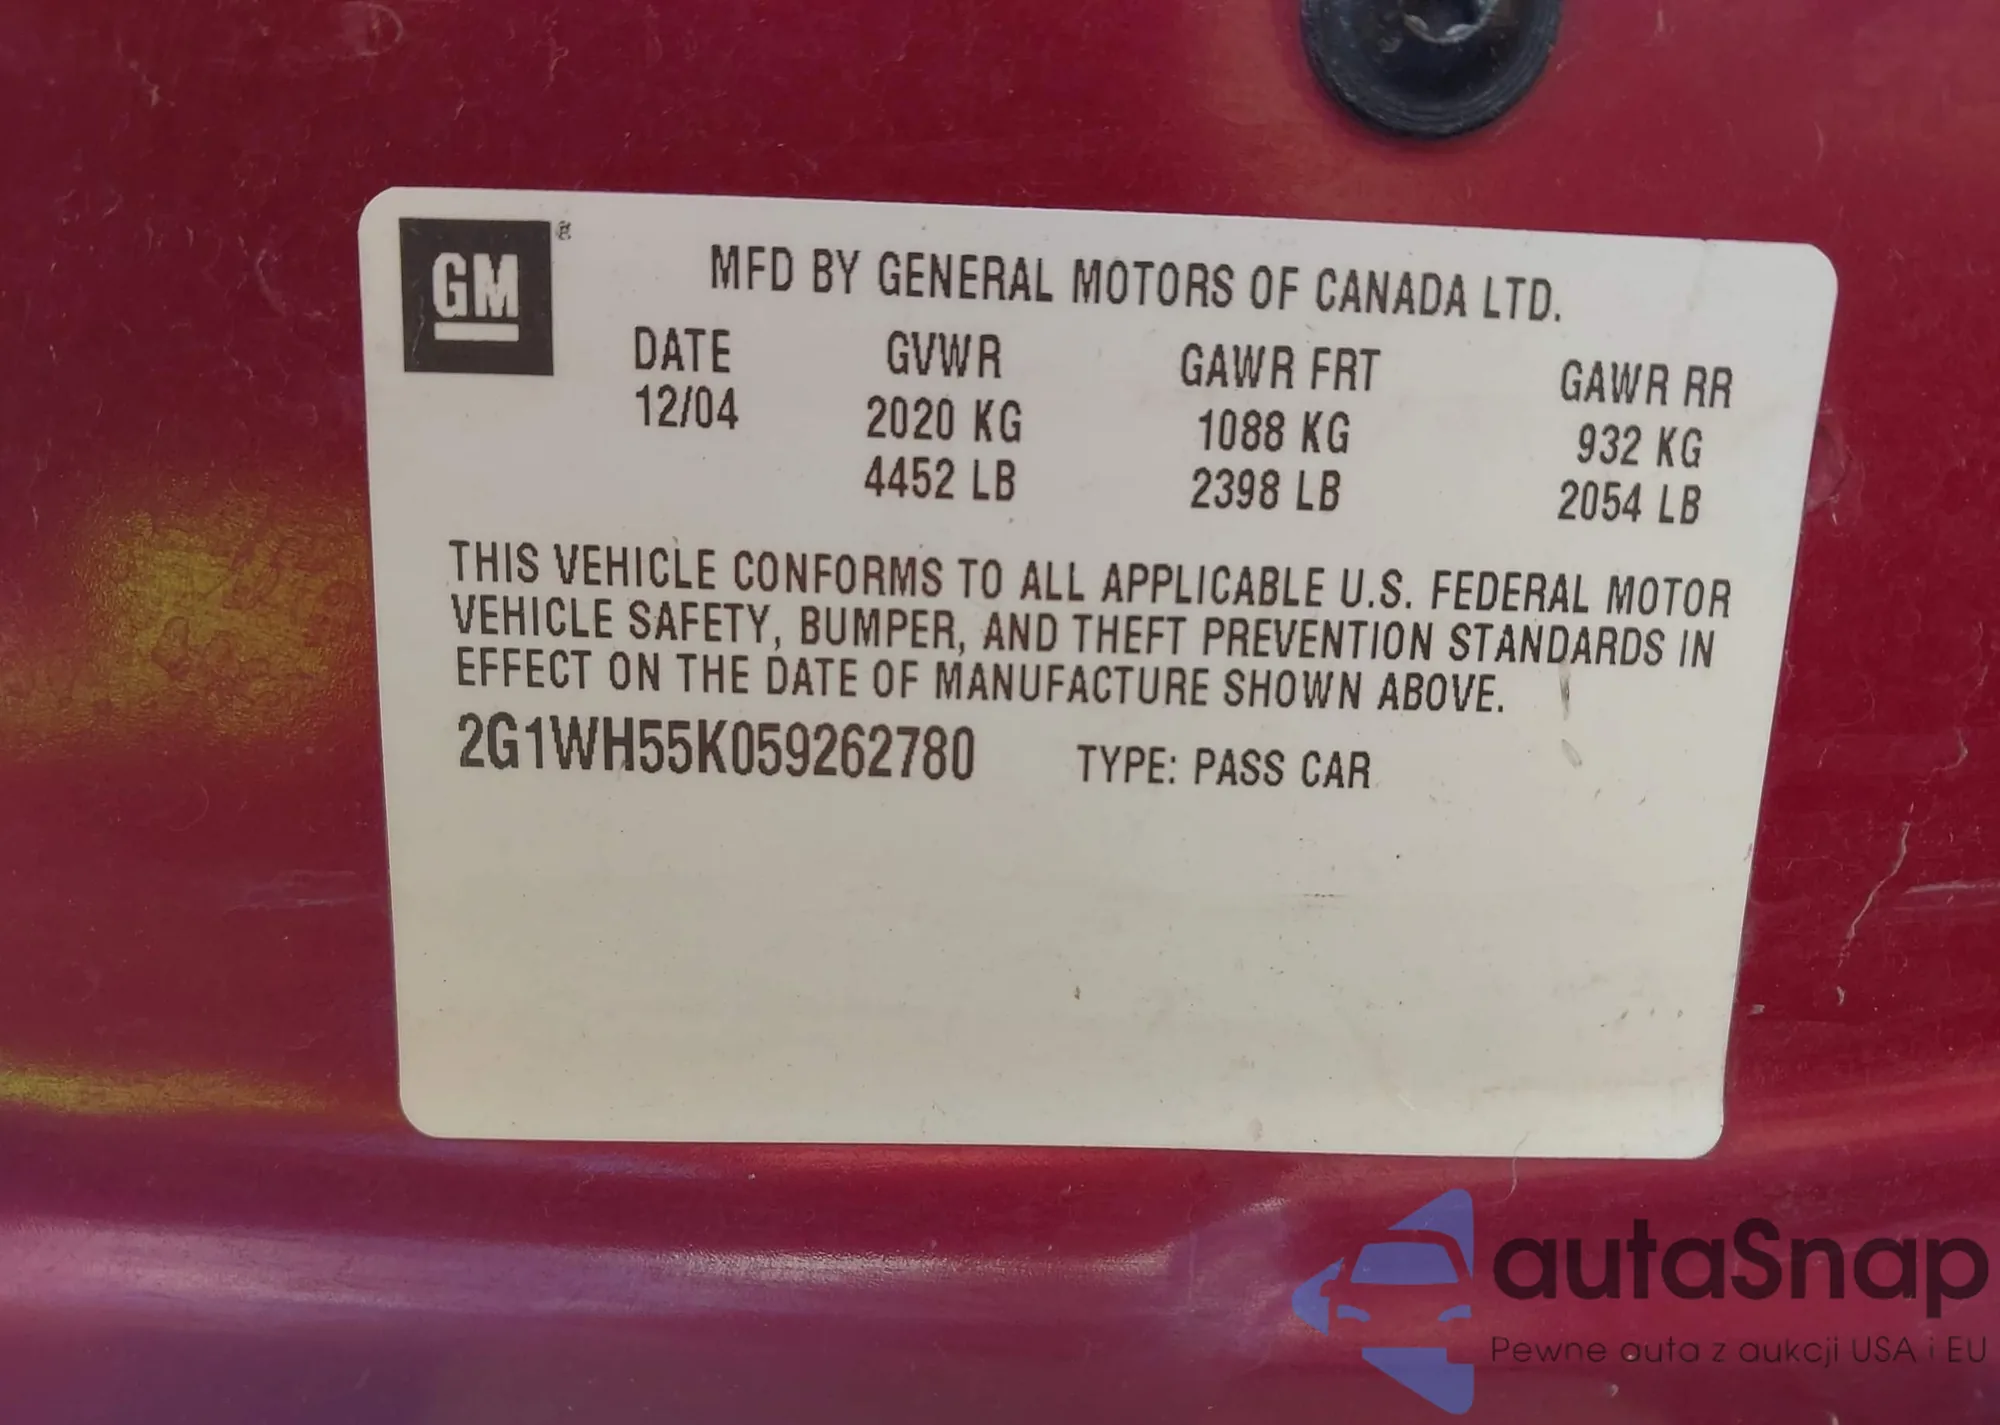 GM ®
MFD BY GENERAL MOTORS OF CANADA LTD.
DATE GVWR GAWR FRT GAWR RR
12/04 2020 KG 1088 KG 932 KG
4452 LB 2398 LB 2054 LB
THIS VEHICLE CONFORMS TO ALL APPLICABLE U.S. FEDERAL MOTOR
VEHICLE SAFETY, BUMPER, AND THEFT PREVENTION STANDARDS IN
EFFECT ON THE DATE OF MANUFACTURE SHOWN ABOVE.
2G1WH55K059262780 TYPE: PASS CAR
autaSnap
Pewne auta z aukcji USA i EU